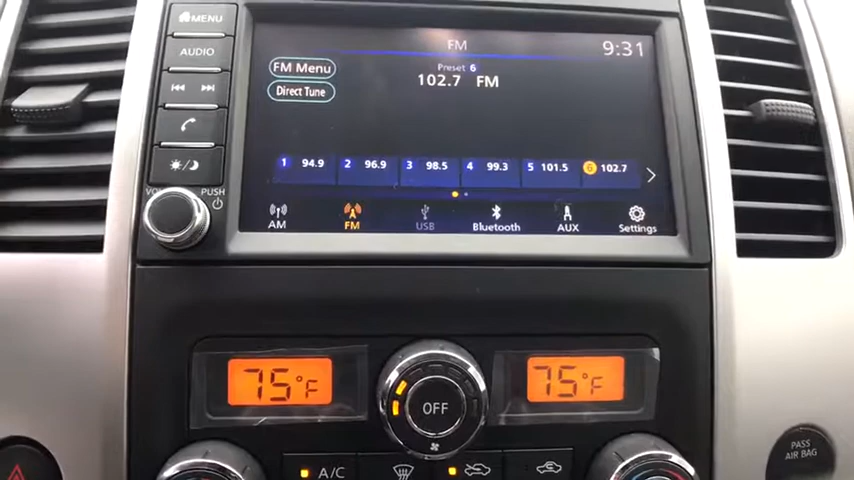 MENU
FM
9:31
AUDIO
FM Menu
Preset 6
102.7 FM
Direct Tune
1 94.9 2 96.9 3 98.5 4 99.3 5 101.5 6 102.7
VOL PUSH
AM FM USB Bluetooth AUX Settings
75°F
75°F
OFF
PASS
AIR BAG
A/C